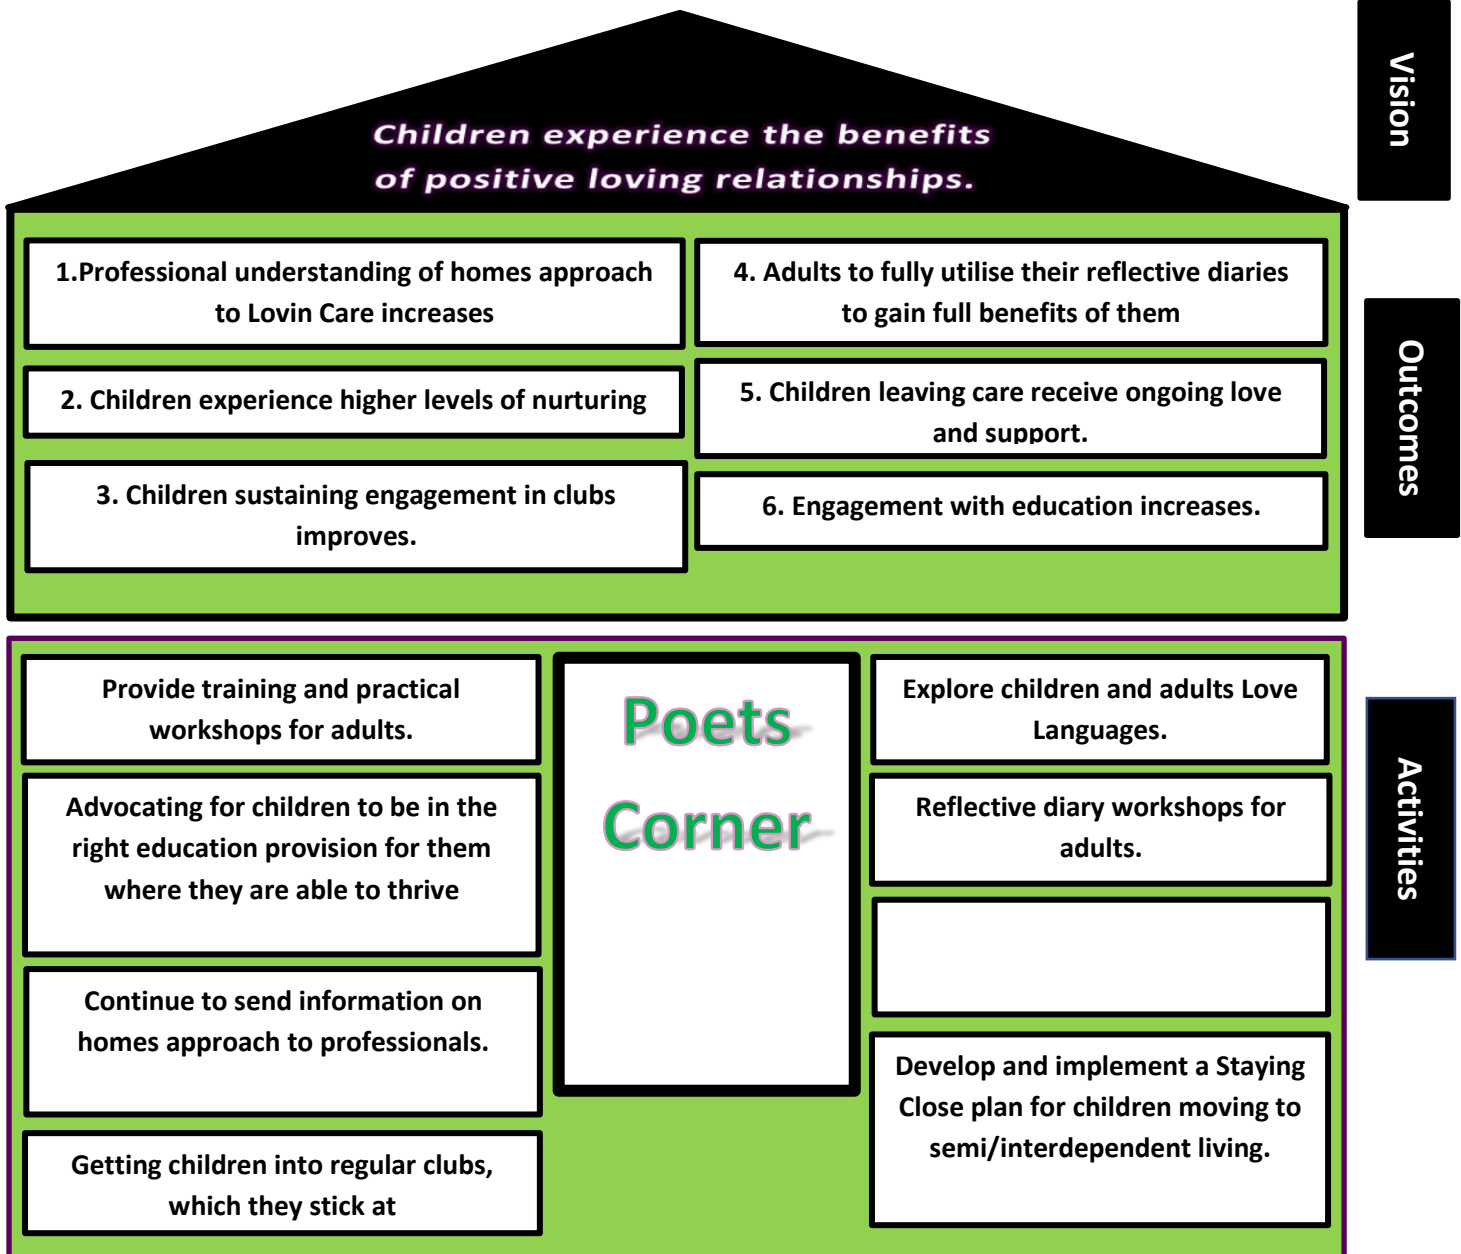 Vision
Children experience the benefits
of positive loving relationships.
Outcomes
1.Professional understanding of homes approach
to Lovin Care increases
2. Children experience higher levels of nurturing
3. Children sustaining engagement in clubs
improves.
4. Adults to fully utilise their reflective diaries
to gain full benefits of them
5. Children leaving care receive ongoing love
and support.
6. Engagement with education increases.
Activities
Provide training and practical
workshops for adults.
Advocating for children to be in the
right education provision for them
where they are able to thrive
Continue to send information on
homes approach to professionals.
Getting children into regular clubs,
which they stick at
Poets
Corner
Explore children and adults Love
Languages.
Reflective diary workshops for
adults.
Develop and implement a Staying
Close plan for children moving to
semi/interdependent living.